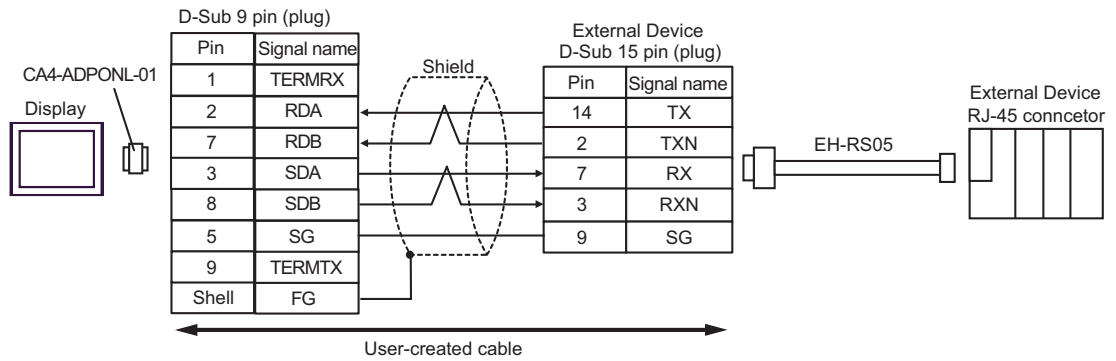 D-Sub 9 pin (plug)
External Device
D-Sub 15 pin (plug)
CA4-ADPONL-01
Display
Pin Signal name
1 TERMRX
2 RDA
7 RDB
3 SDA
8 SDB
5 SG
9 TERMTX
Shell FG
Shield
Pin Signal name
14 TX
2 TXN
7 RX
3 RXN
9 SG
EH-RS05
External Device
RJ-45 conncetor
User-created cable